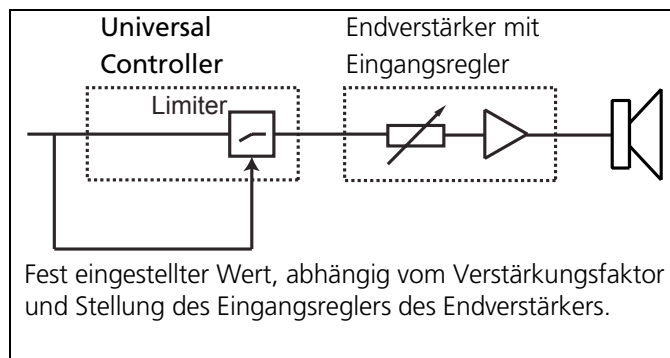 Universal
Controller
Endverstärker mit
Eingangsregler
Limiter
Fest eingestellter Wert, abhängig vom Verstärkungsfaktor
und Stellung des Eingangsreglers des Endverstärkers.